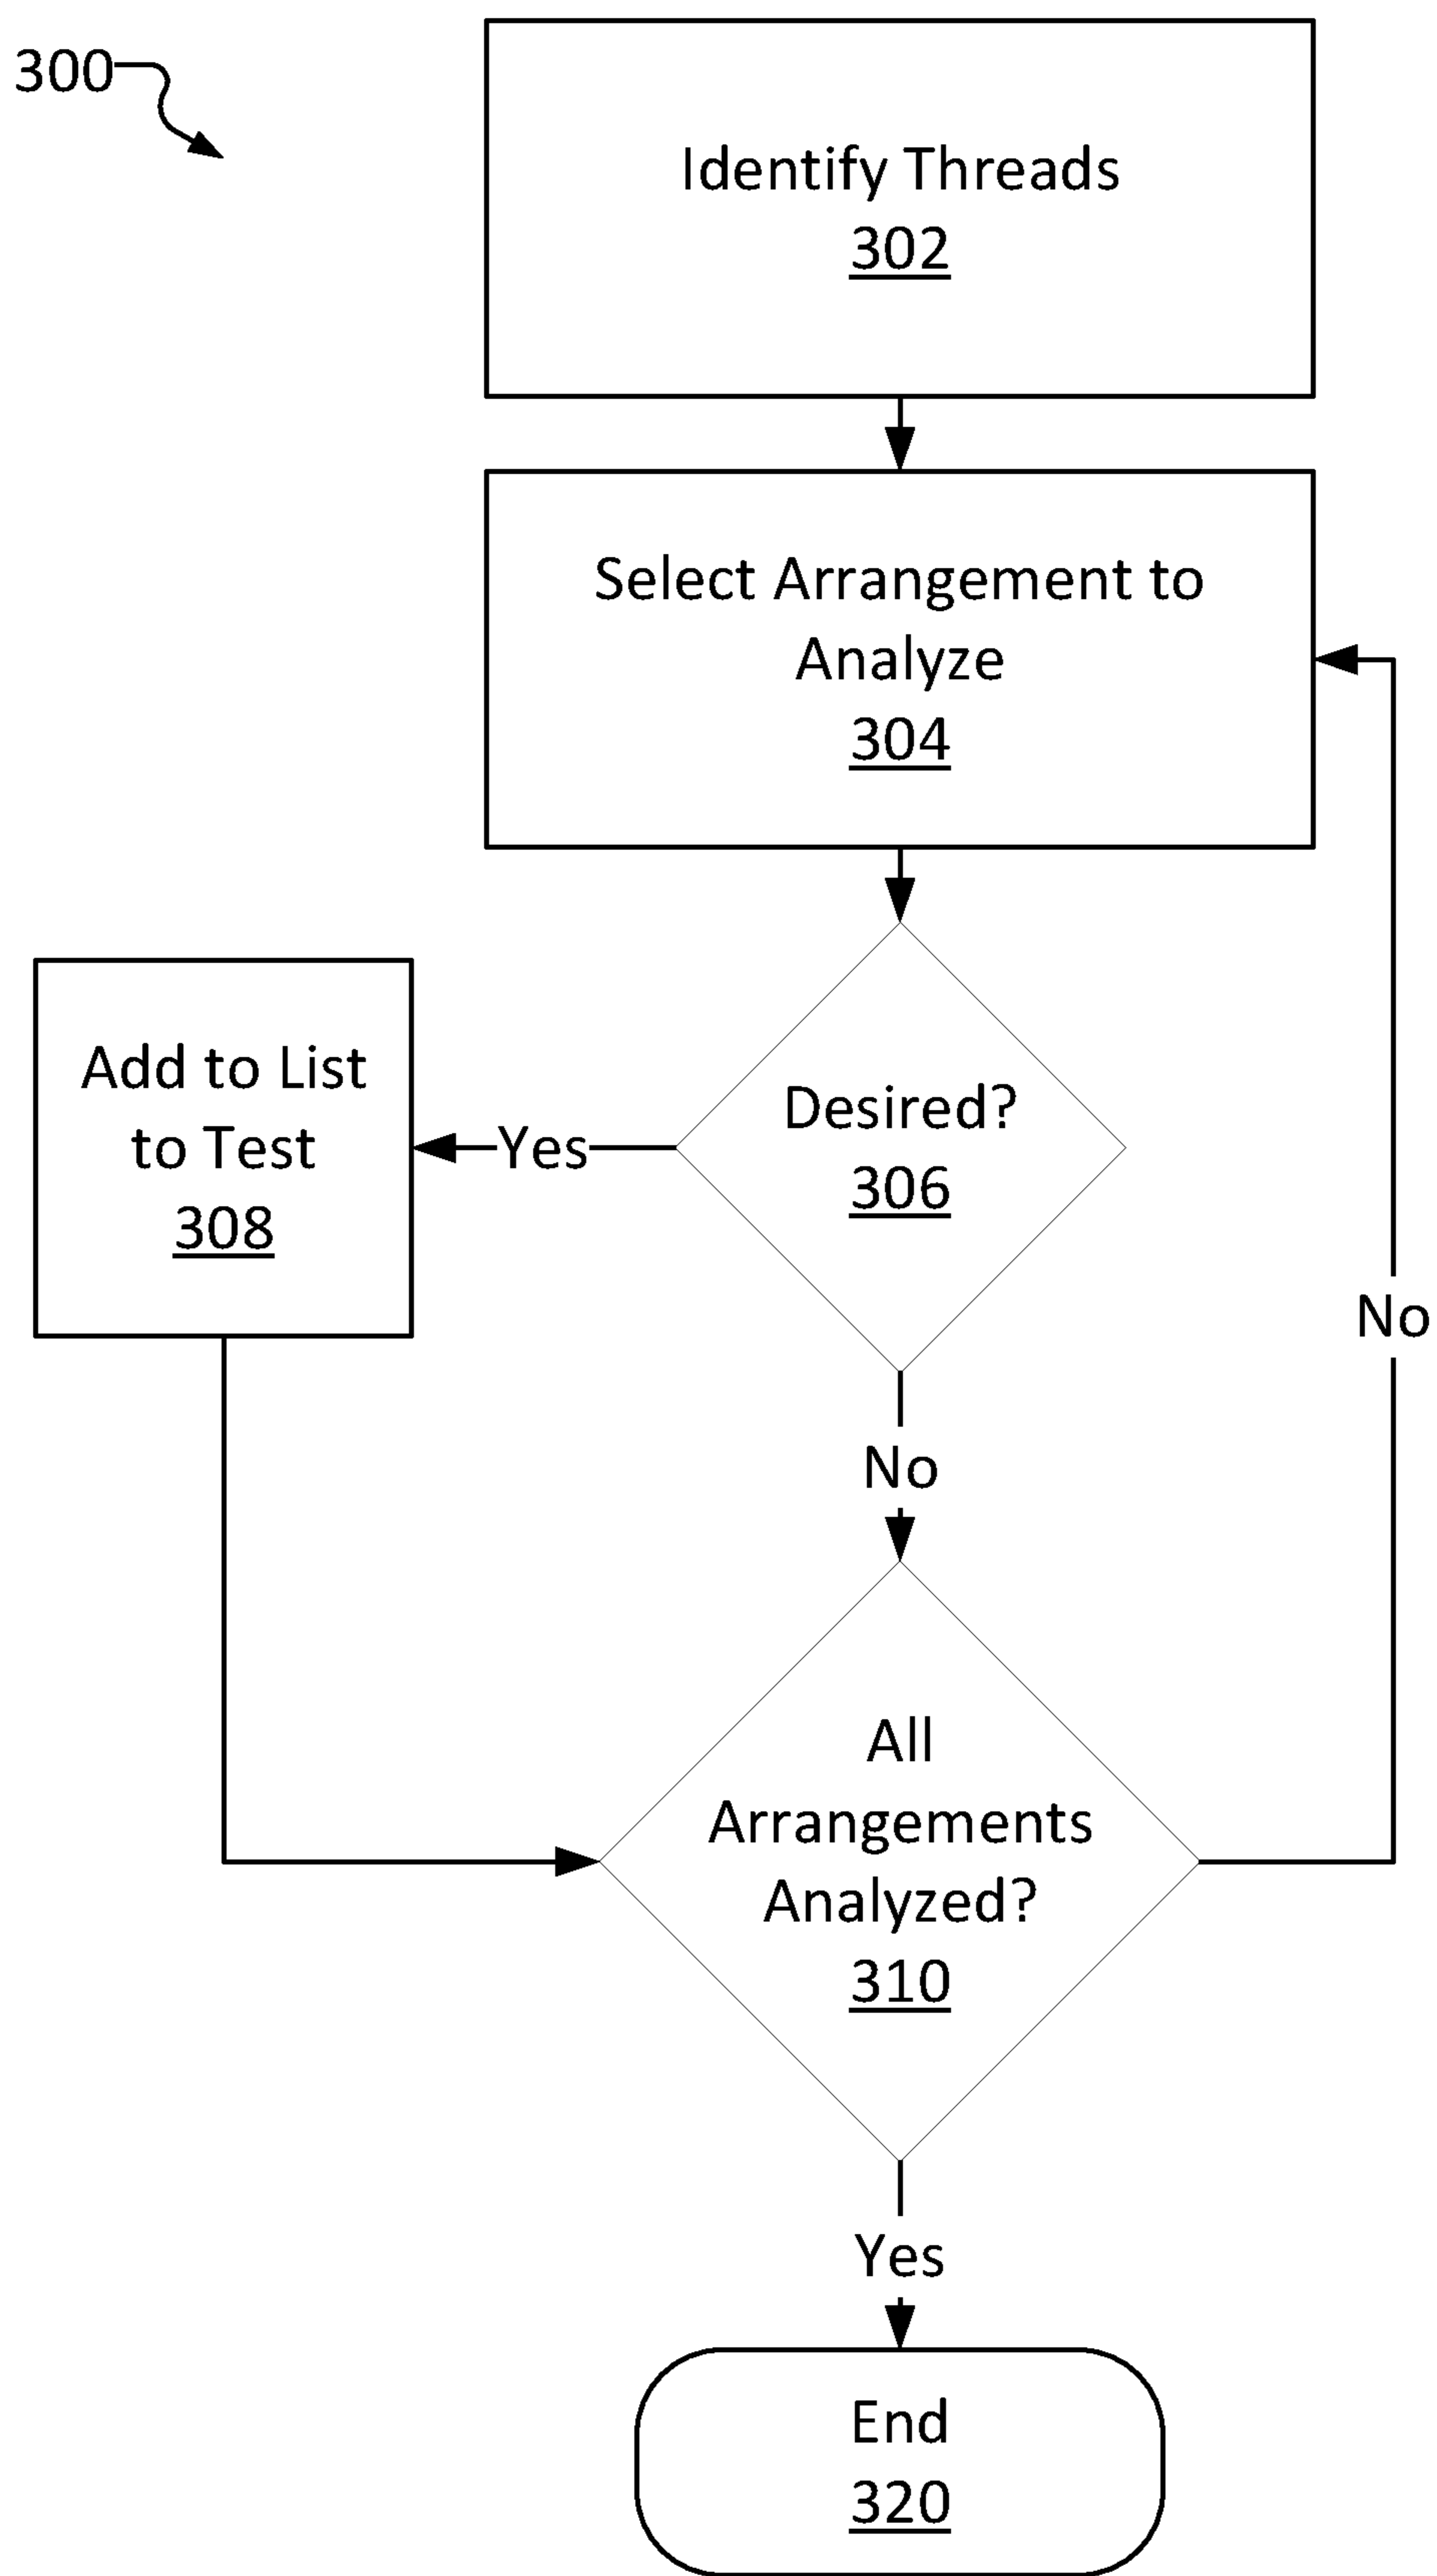 300
Identify Threads
302
Select Arrangement to
Analyze
304
Desired?
306
Yes
Add to List
to Test
308
No
No
All
Arrangements
Analyzed?
310
Yes
End
320